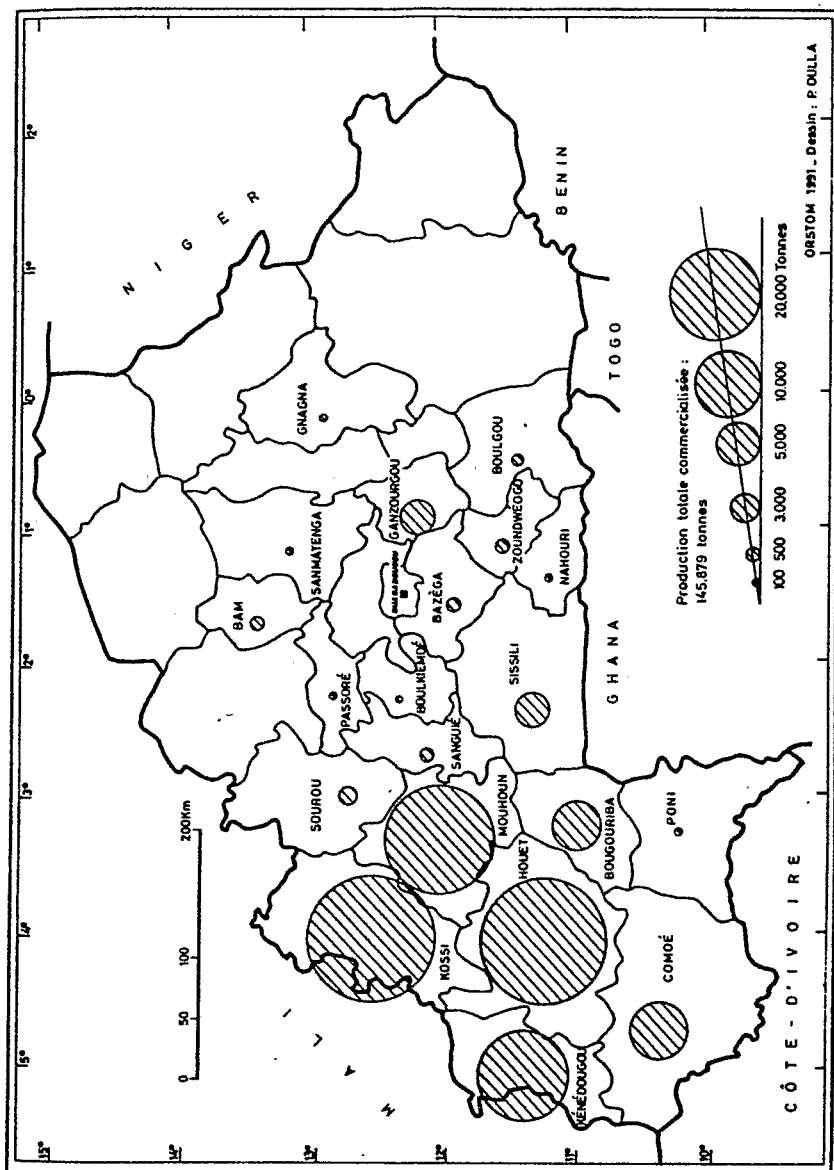 15°
14°
13°
12°
11°
10°
5°
4°
3°
2°
1°
0°
1°
2°
0 50 100 200Km
MALI
NIGER
BENIN
TOGO
GHANA
CÔTE-D'IVOIRE
GNAGNA
SANMATENGA
BAM
PASSORÉ
BOULKIEMDÉ
SANGUIÉ
SOUROU
KOSSI
MOUHOUN
HOUET
KÉNÉDOUGOU
COMOÉ
PONI
BOUGOURIBA
SISSILI
NAHOURI
BAZÈGA
ZOUNDWEOGO
BOULGOU
GANZOURGOU
Production totale commercialisée :
145.879 tonnes
100 500 3.000 5.000 10.000 20.000 Tonnes
ORSTOM 1991_ Dessin : P. OULLA